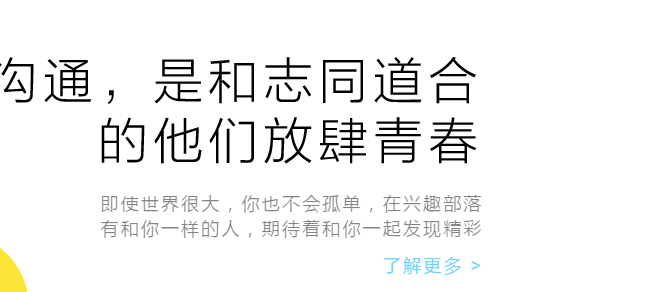 沟通，是和志同道合
的他们放肆青春
即使世界很大，你也不会孤单，在兴趣部落
有和你一样的人，期待着和你一起发现精彩
了解更多 >